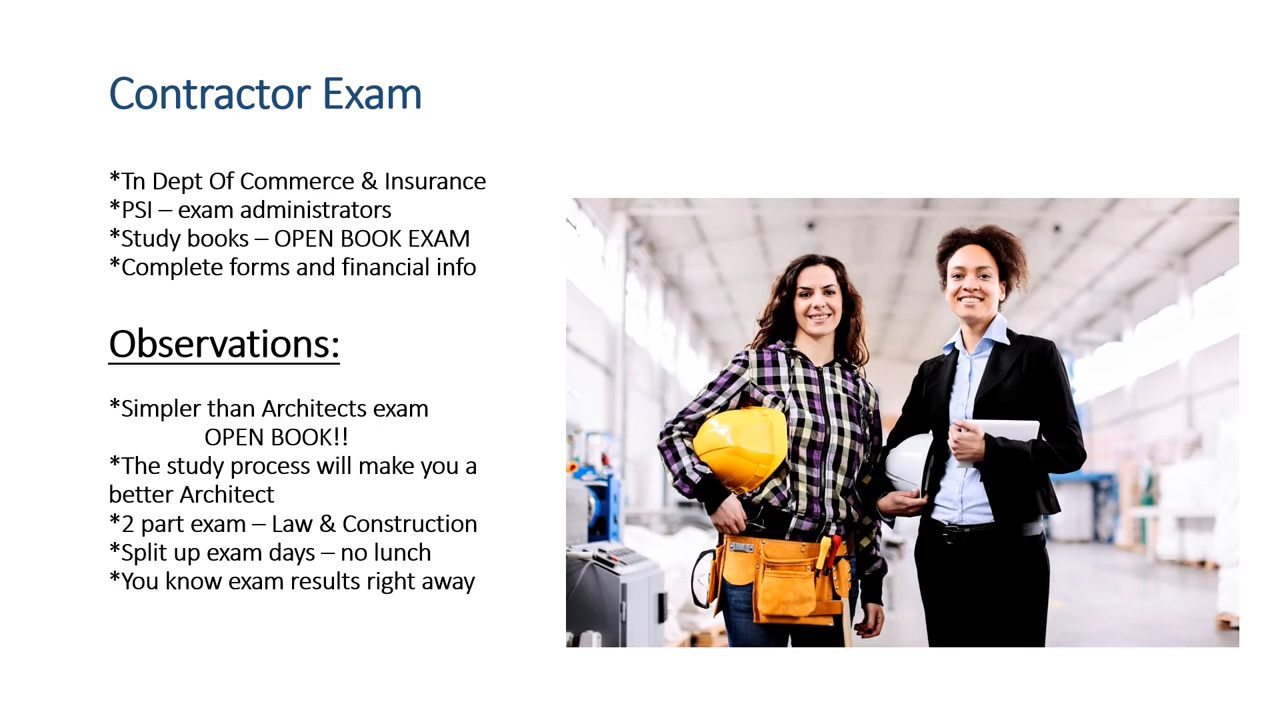 Contractor Exam
*Tn Dept Of Commerce & Insurance
*PSI – exam administrators
*Study books – OPEN BOOK EXAM
*Complete forms and financial info
Observations:
*Simpler than Architects exam
OPEN BOOK!!
*The study process will make you a
better Architect
*2 part exam – Law & Construction
*Split up exam days – no lunch
*You know exam results right away